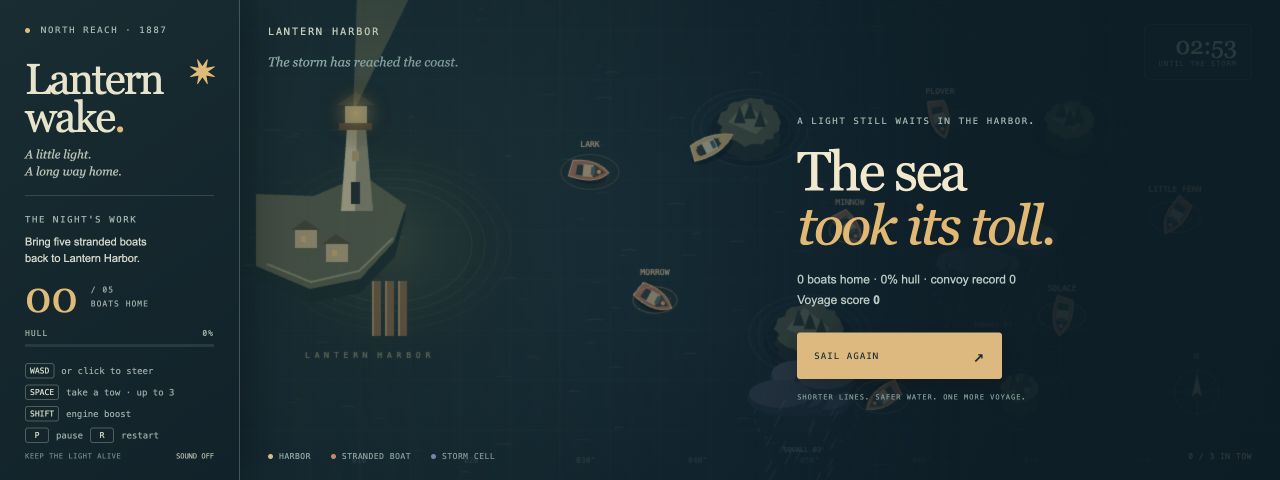 NORTH REACH · 1887
Lantern
wake.
A little light.
A long way home.
THE NIGHT'S WORK
Bring five stranded boats
back to Lantern Harbor.
00
/ 05
BOATS HOME
HULL 0%
WASD or click to steer
SPACE take a tow · up to 3
SHIFT engine boost
P pause R restart
KEEP THE LIGHT ALIVE SOUND OFF
LANTERN HARBOR
The storm has reached the coast.
02:53
UNTIL THE STORM
PLOVER
LARK
LITTLE FERN
MINNOW
MORROW
SOLACE
LANTERN HARBOR
A LIGHT STILL WAITS IN THE HARBOR.
The sea
took its toll.
0 boats home · 0% hull · convoy record 0
Voyage score 0
SAIL AGAIN ↗
SHORTER LINES. SAFER WATER. ONE MORE VOYAGE.
N
HARBOR STRANDED BOAT STORM CELL
030° 040° 050°
0 / 3 IN TOW